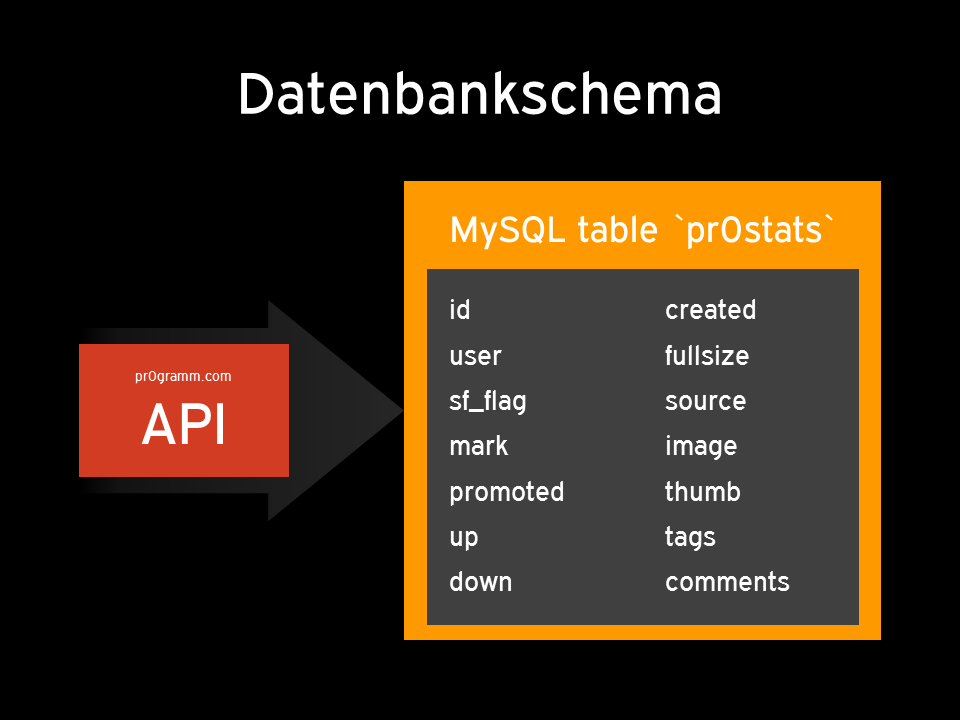 Datenbankschema
pr0gramm.com
API
MySQL table `pr0stats`
id
user
sf_flag
mark
promoted
up
down
created
fullsize
source
image
thumb
tags
comments